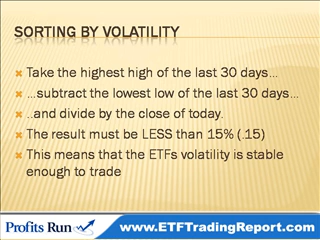 SORTING BY VOLATILITY
Take the highest high of the last 30 days...
...subtract the lowest low of the last 30 days...
..and divide by the close of today.
The result must be LESS than 15% (.15)
This means that the ETFs volatility is stable
enough to trade
Profits Run
www.ETFTradingReport.com